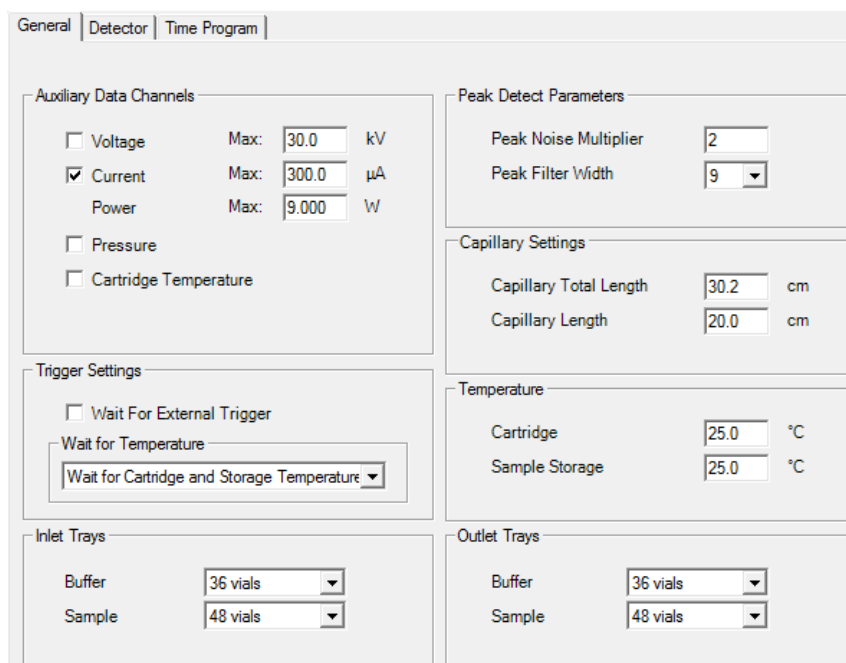 General Detector Time Program
Auxiliary Data Channels
Voltage Max: 30.0 kV
Current Max: 300.0 µA
Power Max: 9.000 W
Pressure
Cartridge Temperature
Peak Detect Parameters
Peak Noise Multiplier 2
Peak Filter Width 9
Capillary Settings
Capillary Total Length 30.2 cm
Capillary Length 20.0 cm
Trigger Settings
Wait For External Trigger
Wait for Temperature
Wait for Cartridge and Storage Temperature
Temperature
Cartridge 25.0 °C
Sample Storage 25.0 °C
Inlet Trays
Buffer 36 vials
Sample 48 vials
Outlet Trays
Buffer 36 vials
Sample 48 vials